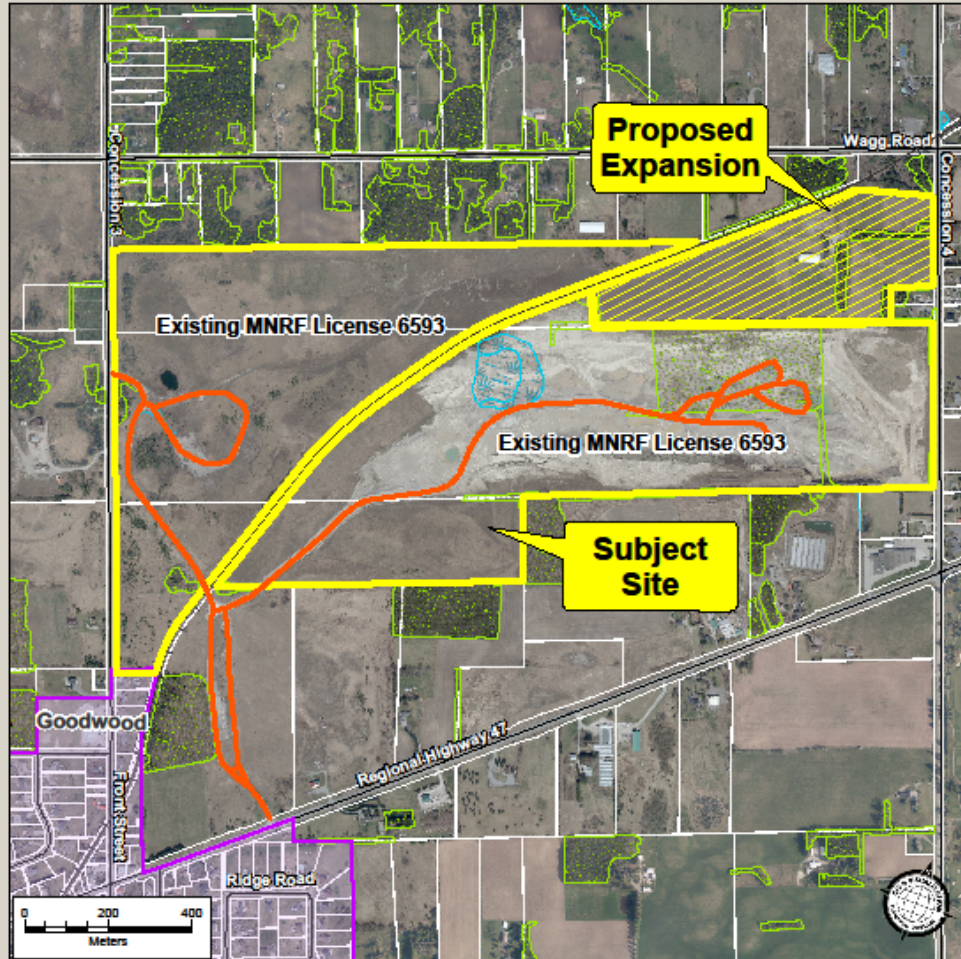 Proposed
Expansion
Wagg Road
Concession 3
Concession 4
Existing MNRF License 6593
Existing MNRF License 6593
Subject
Site
Goodwood
Regional Highway 47
Front Street
Ridge Road
0 200 400
Meters